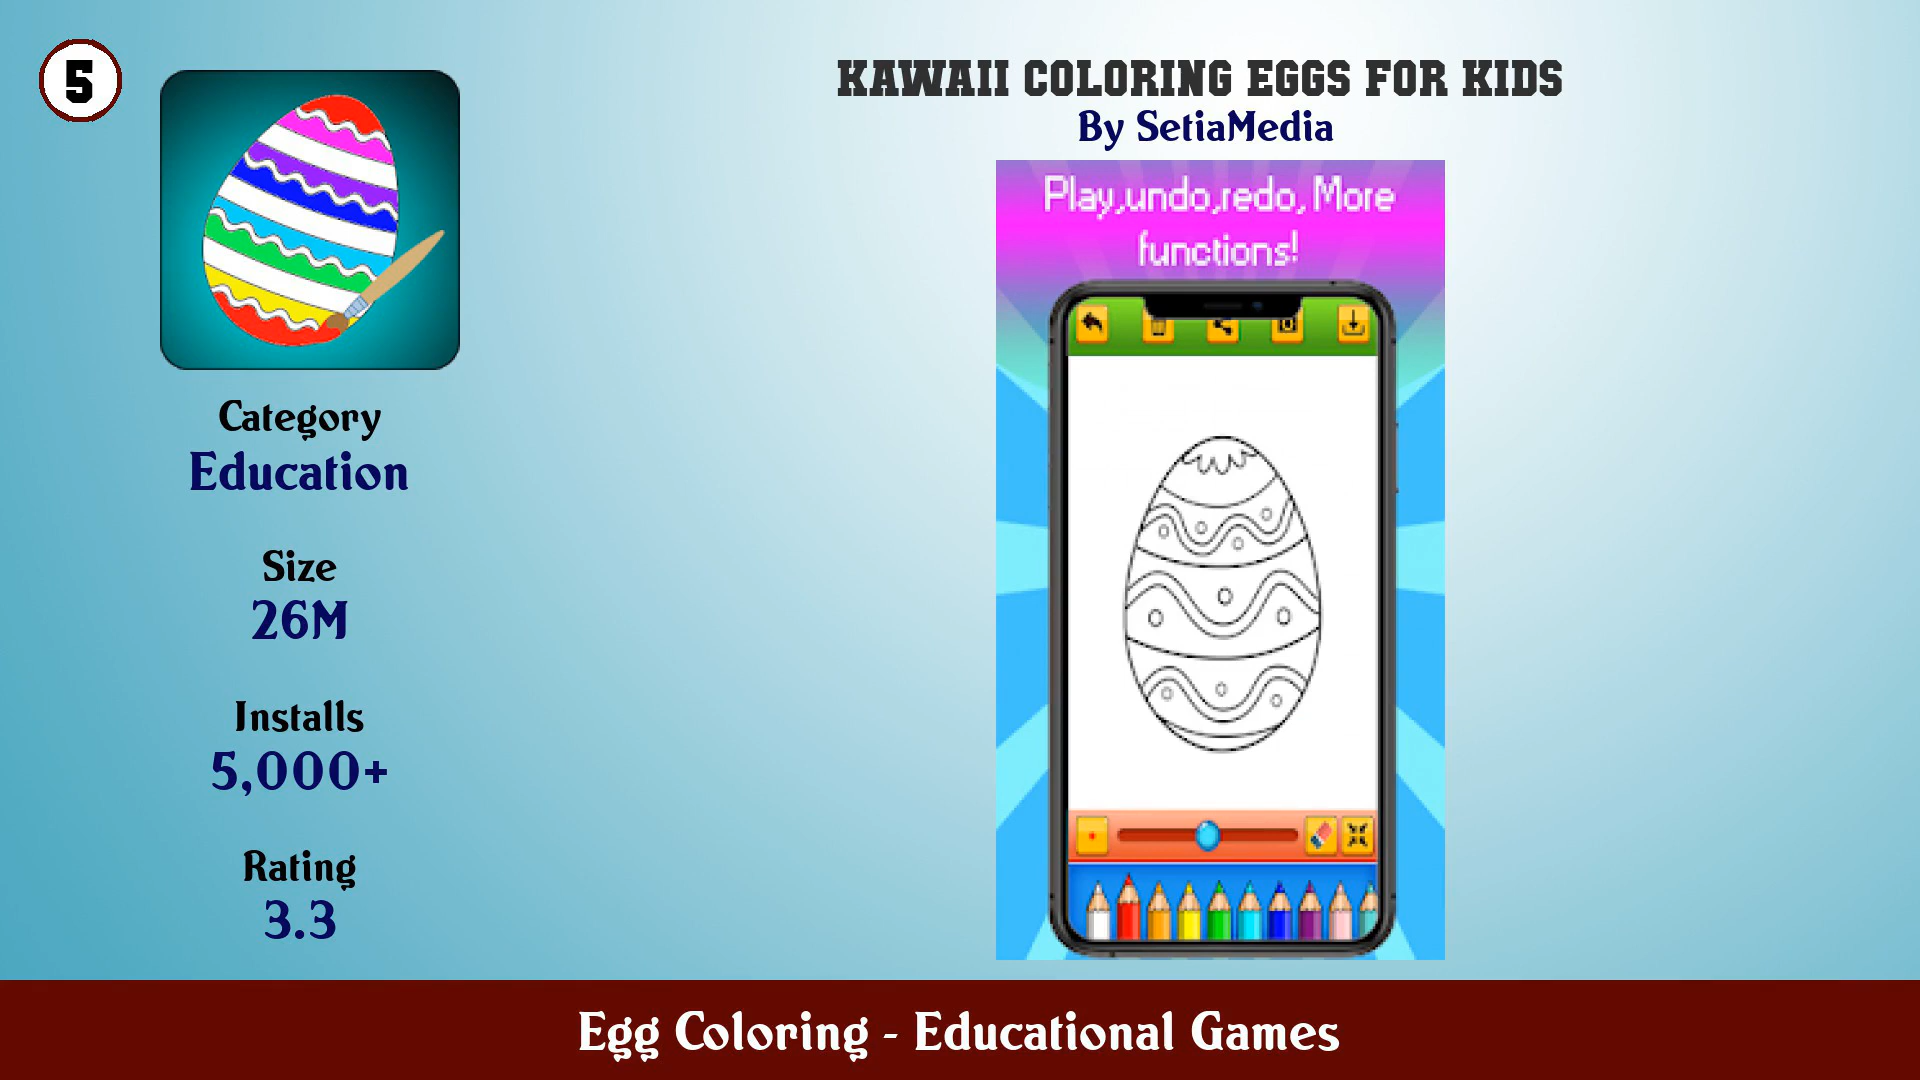 5
KAWAII COLORING EGGS FOR KIDS
By SetiaMedia
Category
Education
Size
26M
Installs
5,000+
Rating
3.3
Play,undo,redo, More
functions!
Egg Coloring - Educational Games